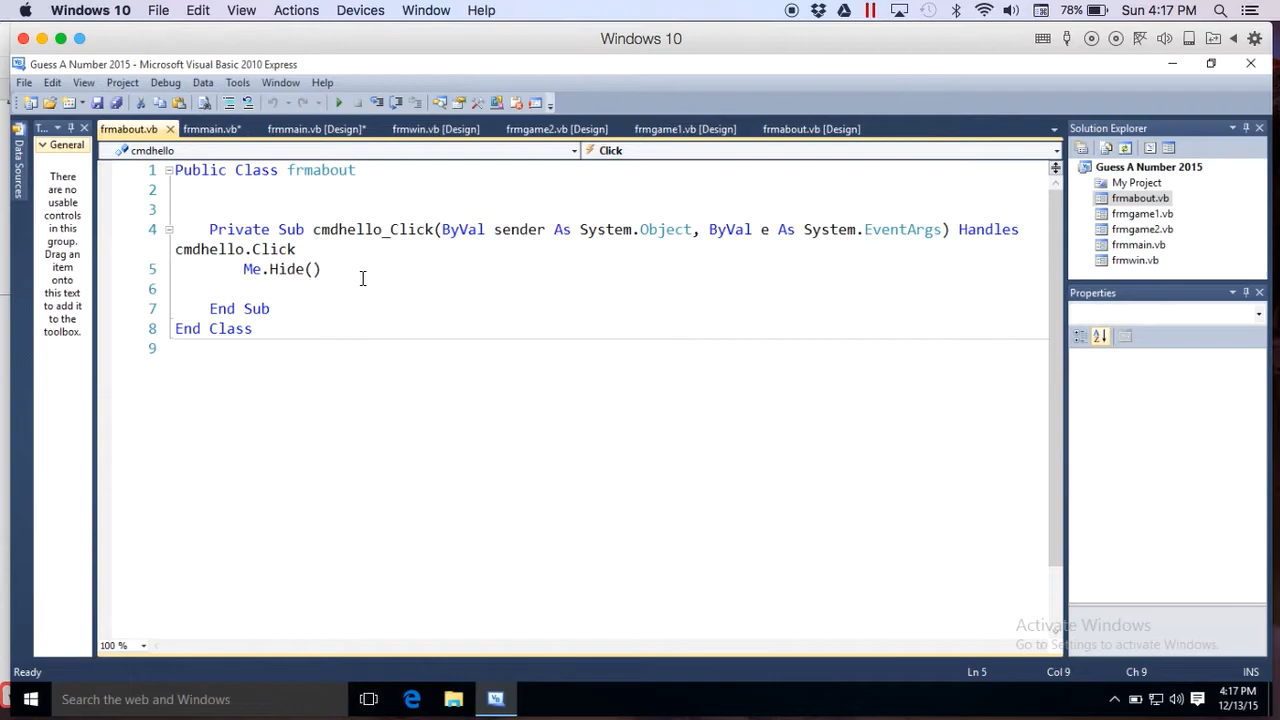 Windows 10 File Edit View Actions Devices Window Help 78% Sun 4:17 PM
Windows 10
Guess A Number 2015 - Microsoft Visual Basic 2010 Express
File Edit View Project Debug Data Tools Window Help
T... frmabout.vb frmmain.vb* frmmain.vb [Design]* frmwin.vb [Design] frmgame2.vb [Design] frmgame1.vb [Design] frmabout.vb [Design] Solution Explorer
Data Sources
General
There
are no
usable
controls
in this
group.
Drag an
item
onto
this text
to add it
to the
toolbox.
cmdhello Click
1 Public Class frmabout
2
3
4 Private Sub cmdhello_Click(ByVal sender As System.Object, ByVal e As System.EventArgs) Handles
cmdhello.Click
5 Me.Hide()
6
7 End Sub
8 End Class
9
100 %
Guess A Number 2015
My Project
frmabout.vb
frmgame1.vb
frmgame2.vb
frmmain.vb
frmwin.vb
Properties
Activate Windows
Go to Settings to activate Windows.
Ready Ln 5 Col 9 Ch 9 INS
Search the web and Windows
4:17 PM
12/13/15